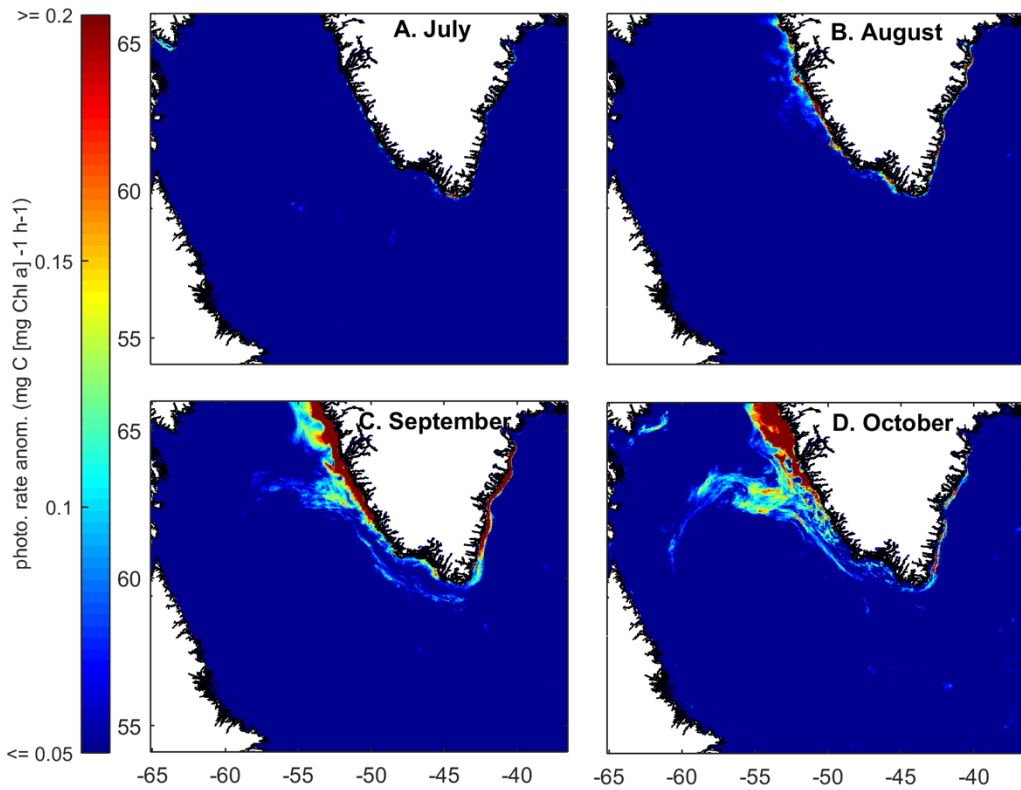 >= 0.2
0.15
0.1
<= 0.05
photo. rate anom. (mg C [mg Chl a] -1 h-1)
A. July
65
60
55
B. August
C. September
65
60
55
-65 -60 -55 -50 -45 -40
D. October
-65 -60 -55 -50 -45 -40